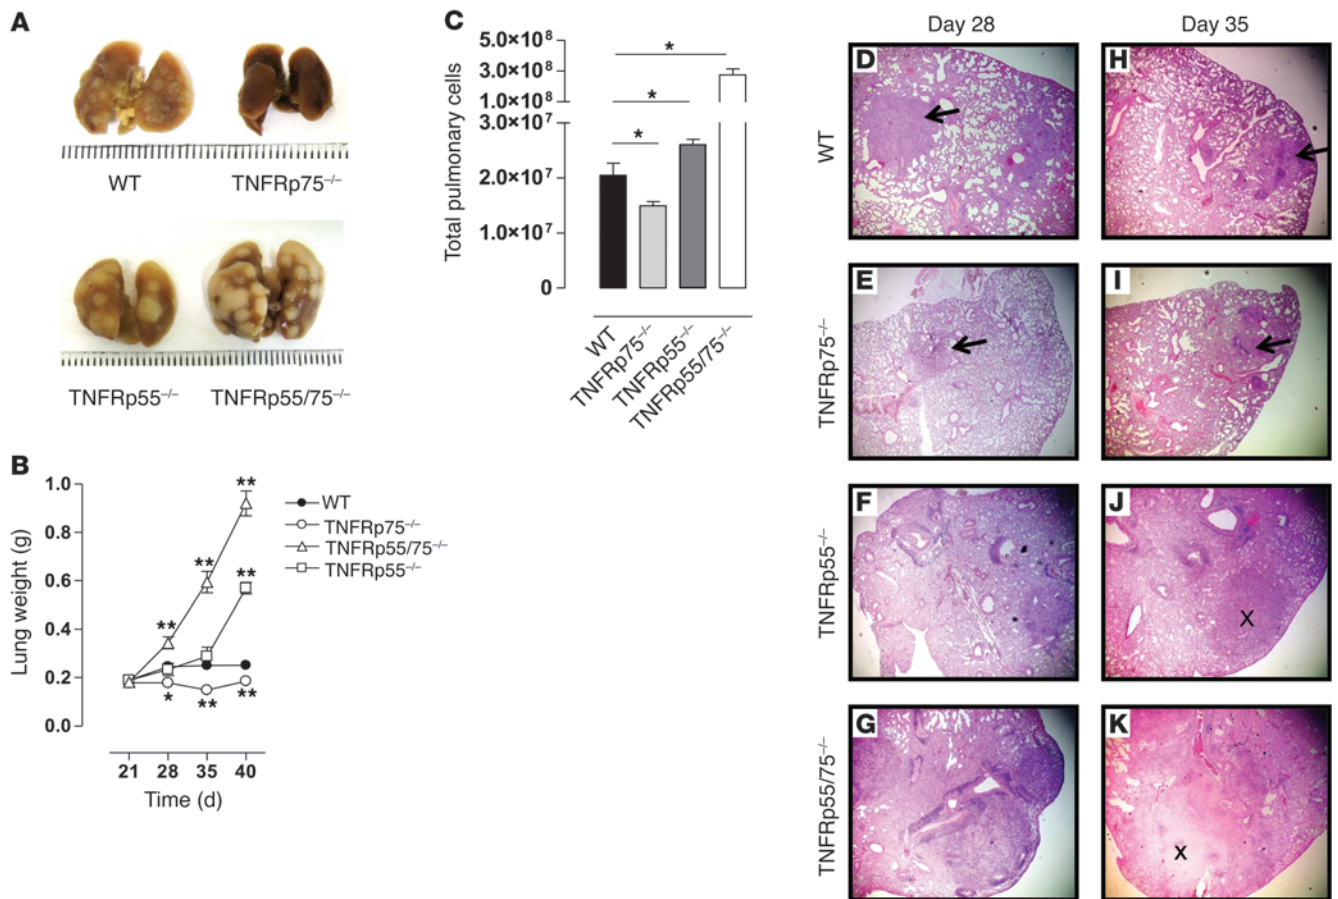 A
WT
TNFRp75–/–
TNFRp55–/–
TNFRp55/75–/–
B
Lung weight (g)
1.0
0.8
0.6
0.4
0.2
0.0
**
**
**
**
*
**
**
21 28 35 40
Time (d)
WT
TNFRp75–/–
TNFRp55/75–/–
TNFRp55–/–
C
Total pulmonary cells
5.0×10⁸
3.0×10⁸
1.0×10⁸
3.0×10⁷
2.0×10⁷
1.0×10⁷
0
*
*
*
WT
TNFRp75–/–
TNFRp55–/–
TNFRp55/75–/–
Day 28
Day 35
WT
D
H
TNFRp75–/–
E
I
TNFRp55–/–
F
J
X
TNFRp55/75–/–
G
K
X